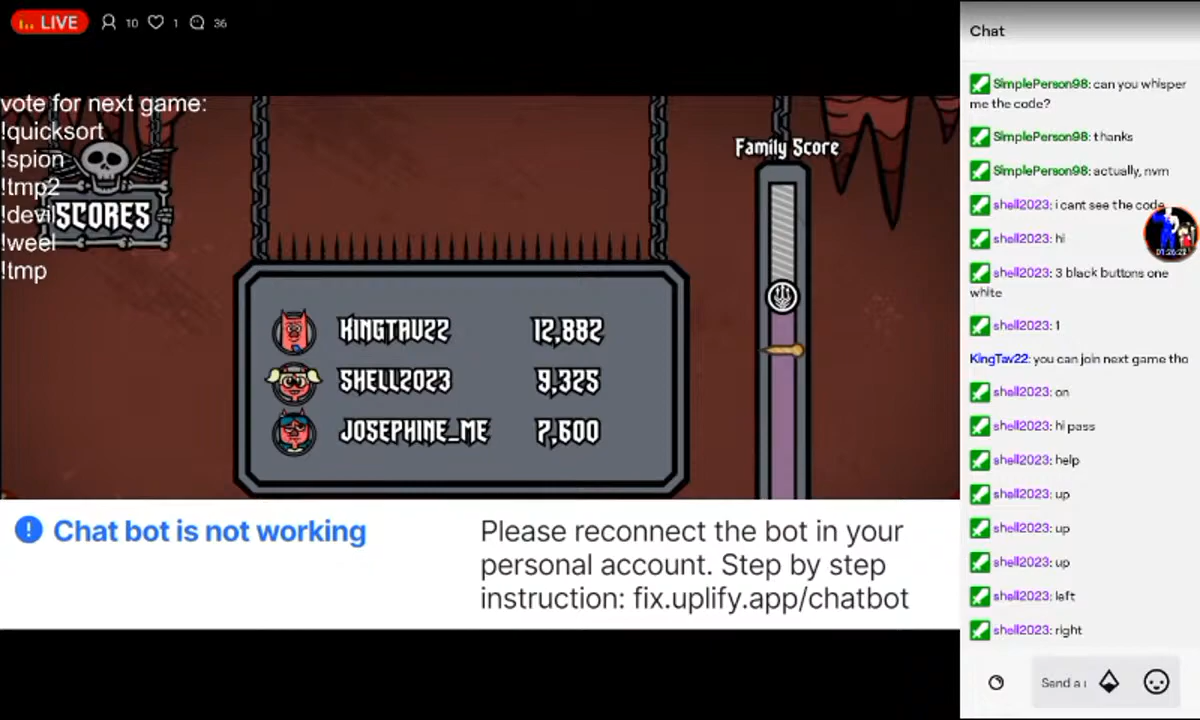 LIVE 10 1 36
vote for next game:
!quicksort
!spion
!tmp2
!devil
!weel
!tmp
SCORES
Family Score
KINGTAV22 12,882
SHELL2023 9,325
JOSEPHINE_ME 7,600
Chat bot is not working
Please reconnect the bot in your
personal account. Step by step
instruction: fix.uplify.app/chatbot
Chat
SimplePerson98: can you whisper
me the code?
SimplePerson98: thanks
SimplePerson98: actually, nvm
shell2023: i cant see the code
shell2023: hi
shell2023: 3 black buttons one
white
shell2023: 1
KingTav22: you can join next game tho
shell2023: on
shell2023: hi pass
shell2023: help
shell2023: up
shell2023: up
shell2023: up
shell2023: left
shell2023: right
Send a